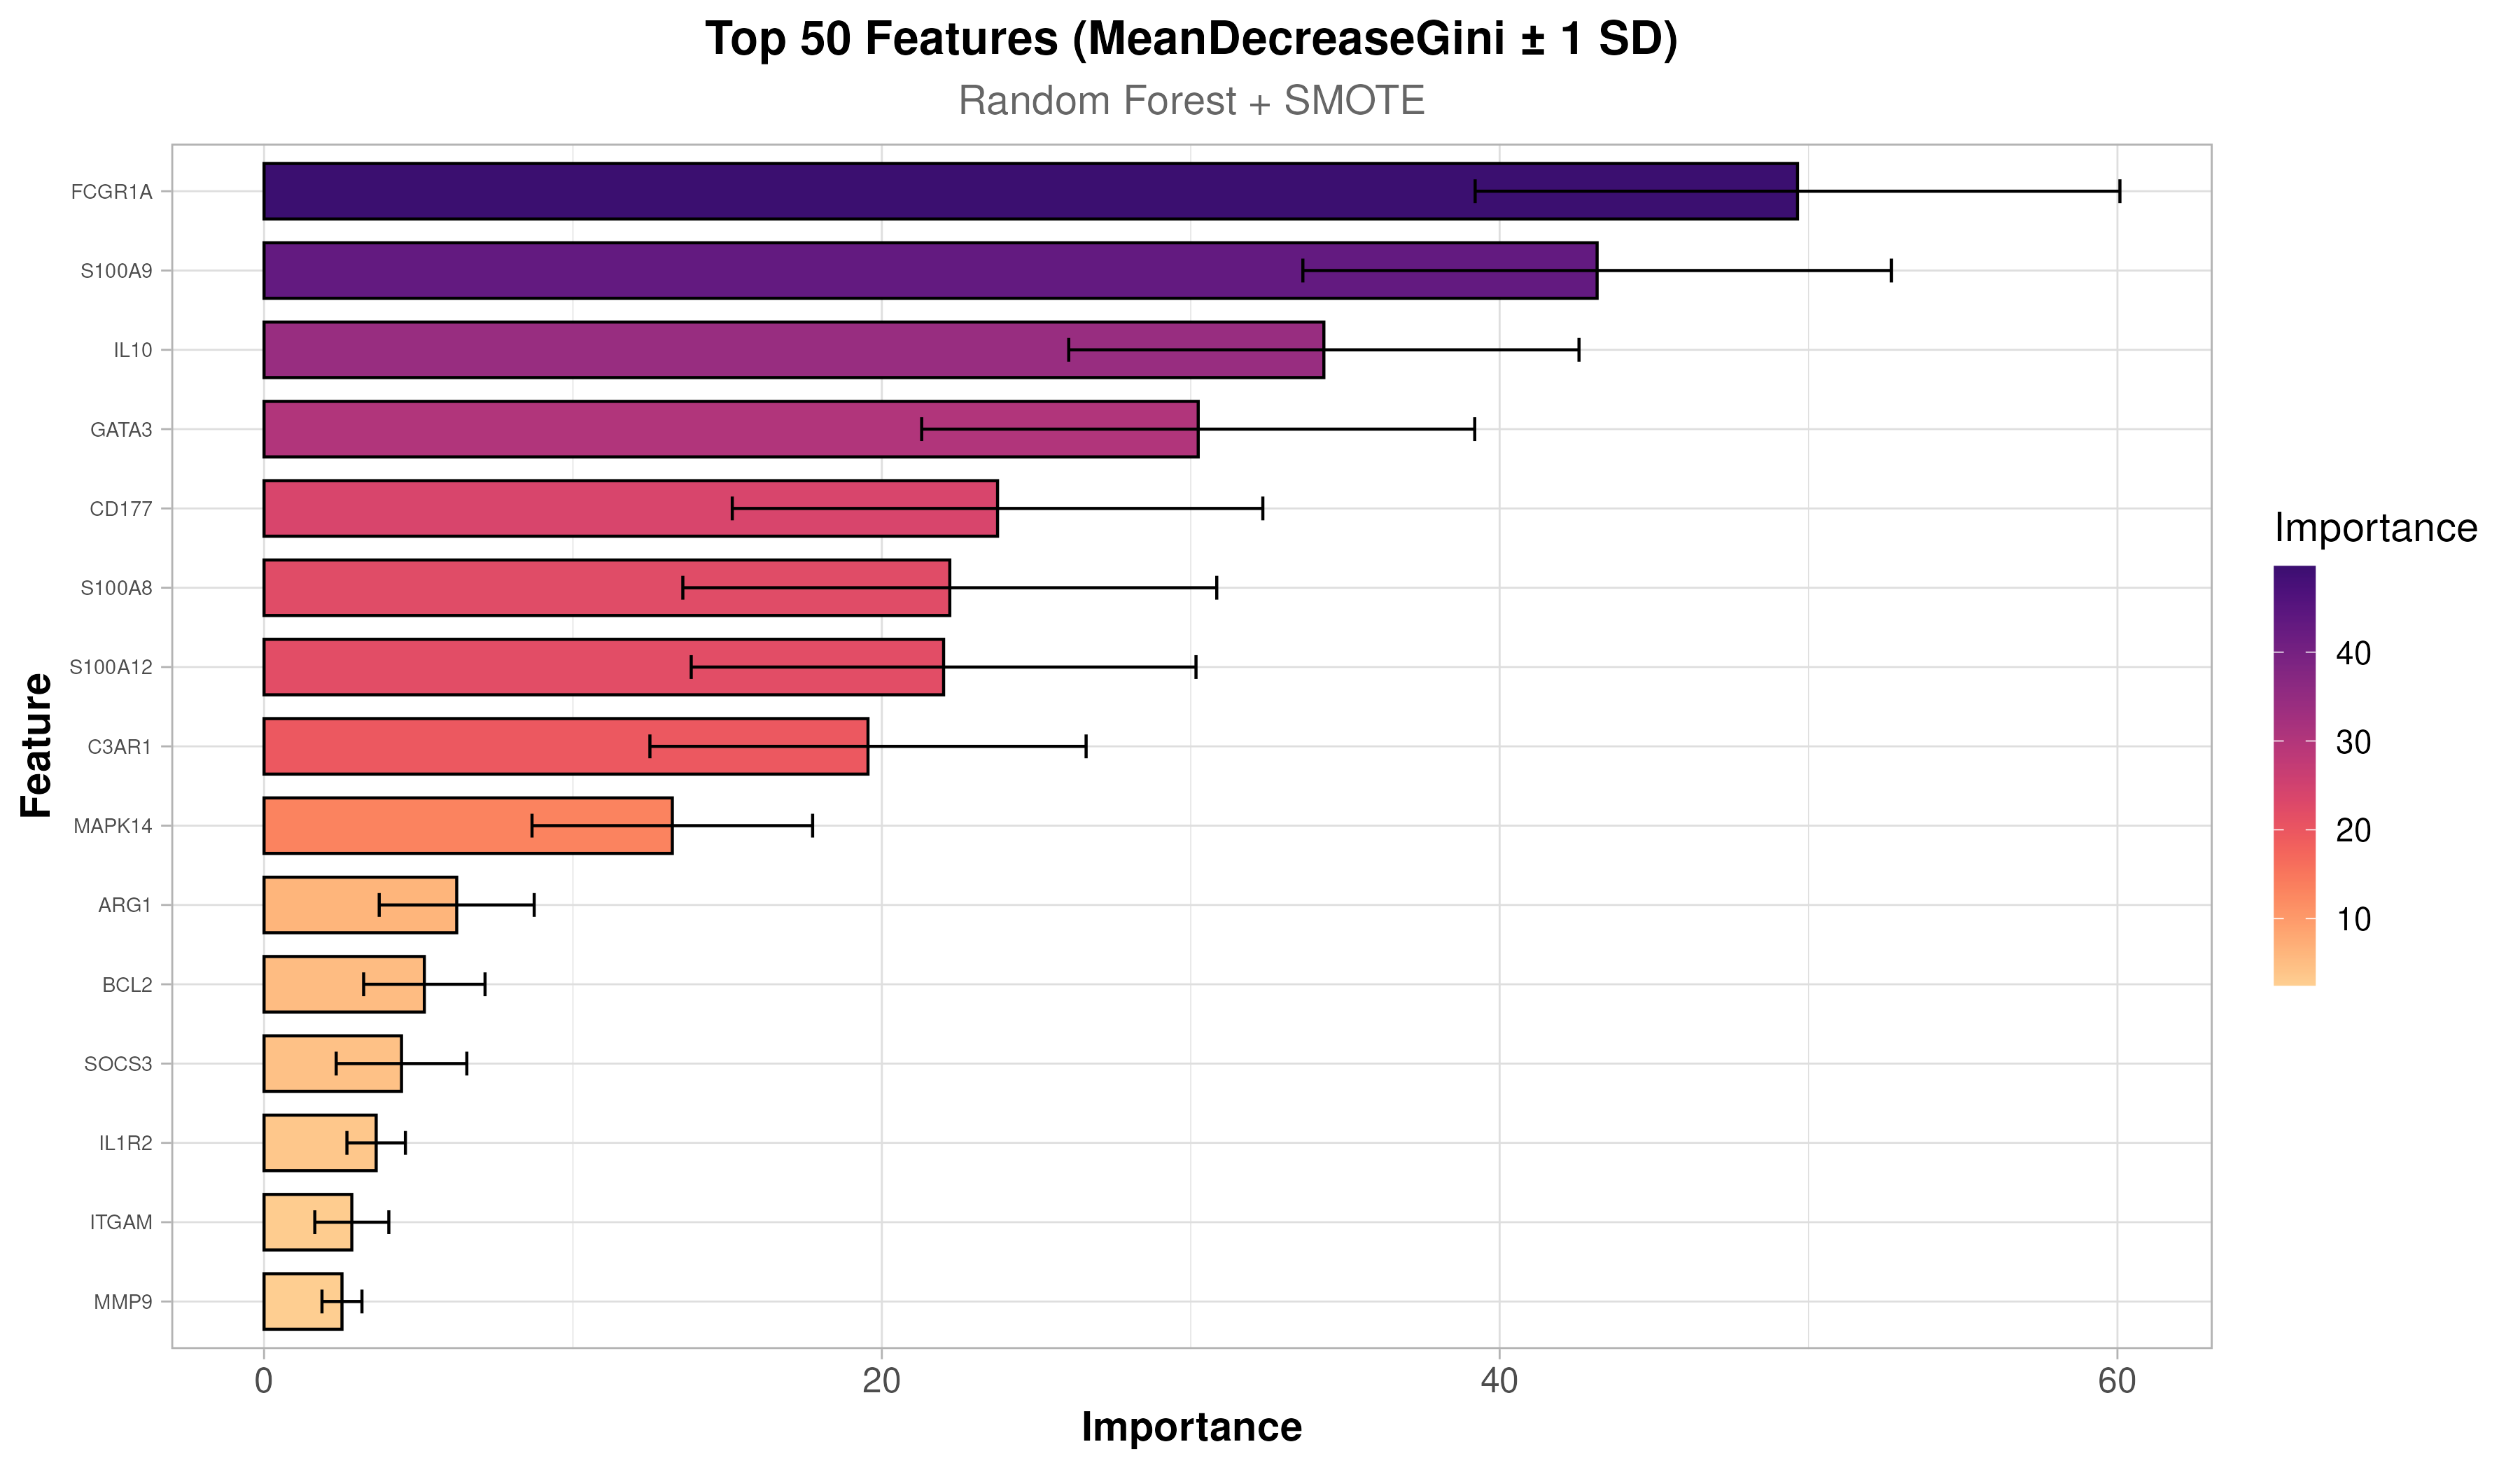 Top 50 Features (MeanDecreaseGini ± 1 SD)
Random Forest + SMOTE
Feature
FCGR1A
S100A9
IL10
GATA3
CD177
S100A8
S100A12
C3AR1
MAPK14
ARG1
BCL2
SOCS3
IL1R2
ITGAM
MMP9
0 20 40 60
Importance
Importance
40
30
20
10